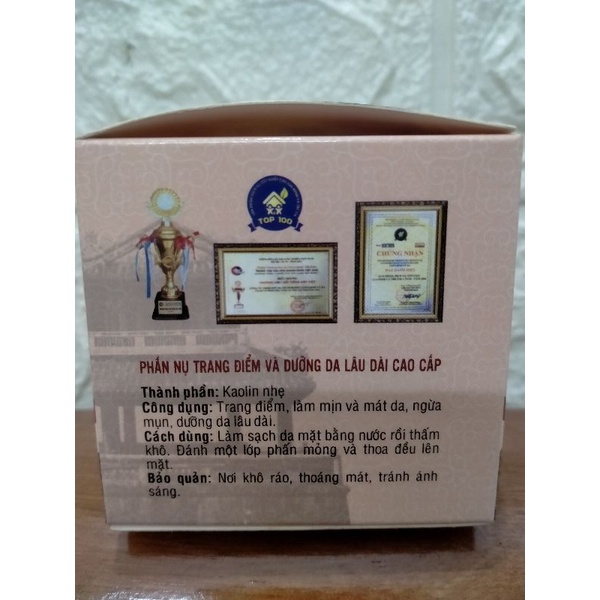 TOP 100
CHỨNG NHẬN
PHẤN NỤ TRANG ĐIỂM VÀ DƯỠNG DA LÂU DÀI CAO CẤP
Thành phần: Kaolin nhẹ
Công dụng: Trang điểm, làm mịn và mát da, ngừa
mụn, dưỡng da lâu dài.
Cách dùng: Làm sạch da mặt bằng nước rồi thấm
khô. Đánh một lóp phấn mỏng và thoa đều lên
mặt.
Bảo quản: Nơi khô ráo, thoáng mát, tránh ánh
sáng.